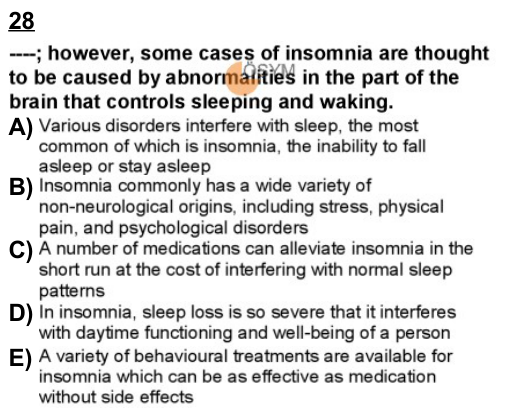 28
----; however, some cases of insomnia are thought
to be caused by abnormalities in the part of the
brain that controls sleeping and waking.
ÖSYM
A) Various disorders interfere with sleep, the most
common of which is insomnia, the inability to fall
asleep or stay asleep
B) Insomnia commonly has a wide variety of
non-neurological origins, including stress, physical
pain, and psychological disorders
C) A number of medications can alleviate insomnia in the
short run at the cost of interfering with normal sleep
patterns
D) In insomnia, sleep loss is so severe that it interferes
with daytime functioning and well-being of a person
E) A variety of behavioural treatments are available for
insomnia which can be as effective as medication
without side effects